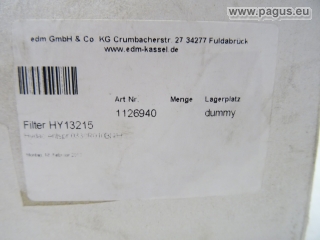 www.pagus.eu
edm GmbH & Co. KG Crumbacherstr. 27 34277 Fuldabrück
www.edm-kassel.de
Art Nr. Menge Lagerplatz
1126940 dummy
Filter HY13215